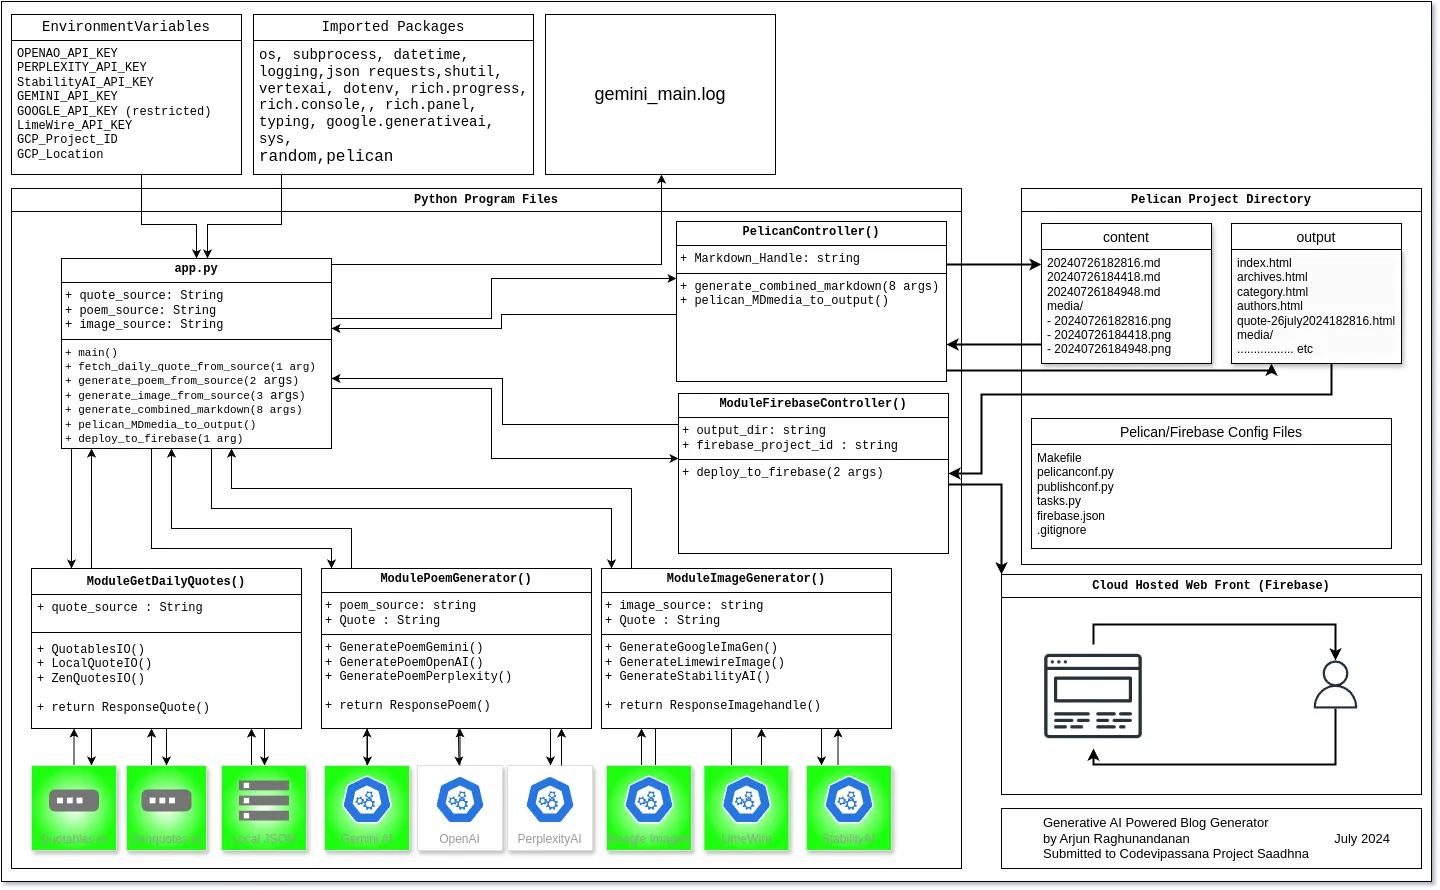 EnvironmentVariables
OPENAO_API_KEY
PERPLEXITY_API_KEY
StabilityAI_API_KEY
GEMINI_API_KEY
GOOGLE_API_KEY (restricted)
LimeWire_API_KEY
GCP_Project_ID
GCP_Location
Imported Packages
os, subprocess, datetime,
logging,json requests,shutil,
vertexai, dotenv, rich.progress,
rich.console,, rich.panel,
typing, google.generativeai,
sys,
random,pelican
gemini_main.log
Python Program Files
app.py
+ quote_source: String
+ poem_source: String
+ image_source: String
+ main()
+ fetch_daily_quote_from_source(1 arg)
+ generate_poem_from_source(2 args)
+ generate_image_from_source(3 args)
+ generate_combined_markdown(8 args)
+ pelican_MDmedia_to_output()
+ deploy_to_firebase(1 arg)
PelicanController()
+ Markdown_Handle: string
+ generate_combined_markdown(8 args)
+ pelican_MDmedia_to_output()
ModuleFirebaseController()
+ output_dir: string
+ firebase_project_id : string
+ deploy_to_firebase(2 args)
ModuleGetDailyQuotes()
+ quote_source : String
+ QuotablesIO()
+ LocalQuoteIO()
+ ZenQuotesIO()
+ return ResponseQuote()
ModulePoemGenerator()
+ poem_source: string
+ Quote : String
+ GeneratePoemGemini()
+ GeneratePoemOpenAI()
+ GeneratePoemPerplexity()
+ return ResponsePoem()
ModuleImageGenerator()
+ image_source: string
+ Quote : String
+ GenerateGoogleImaGen()
+ GenerateLimewireImage()
+ GenerateStabilityAI()
+ return ResponseImagehandle()
Local JSON
Gemini AI
OpenAI
PerplexityAI
LimeWire
StabilityAI
Pelican Project Directory
content
20240726182816.md
20240726184418.md
20240726184948.md
media/
- 20240726182816.png
- 20240726184418.png
- 20240726184948.png
output
index.html
archives.html
category.html
authors.html
quote-26july2024182816.html
media/
................. etc
Pelican/Firebase Config Files
Makefile
pelicanconf.py
publishconf.py
tasks.py
firebase.json
.gitignore
Cloud Hosted Web Front (Firebase)
Generative AI Powered Blog Generator
by Arjun Raghunandanan
July 2024
Submitted to Codevipassana Project Saadhna